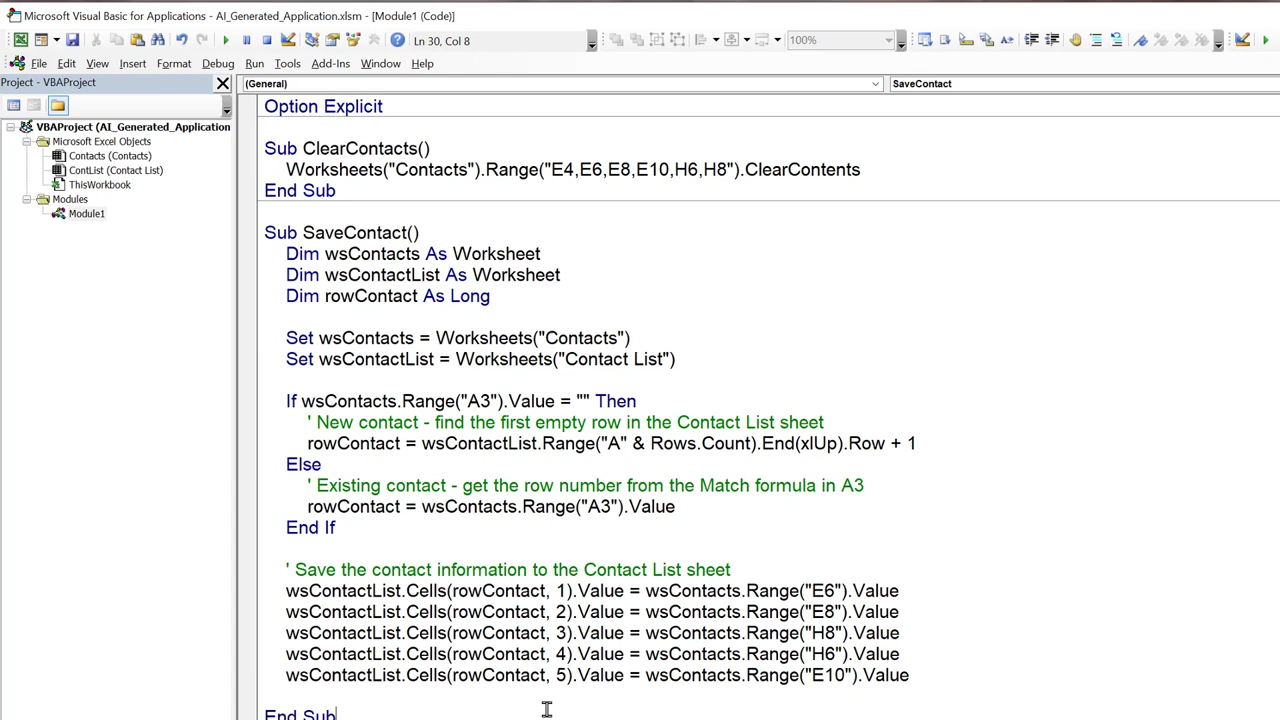 Microsoft Visual Basic for Applications - AI_Generated_Application.xlsm - [Module1 (Code)]
Ln 30, Col 8
100%
File Edit View Insert Format Debug Run Tools Add-Ins Window Help
Project - VBAProject
(General)
SaveContact
VBAProject (AI_Generated_Application
Microsoft Excel Objects
Contacts (Contacts)
ContList (Contact List)
ThisWorkbook
Modules
Module1
Option Explicit
Sub ClearContacts()
Worksheets("Contacts").Range("E4,E6,E8,E10,H6,H8").ClearContents
End Sub
Sub SaveContact()
Dim wsContacts As Worksheet
Dim wsContactList As Worksheet
Dim rowContact As Long
Set wsContacts = Worksheets("Contacts")
Set wsContactList = Worksheets("Contact List")
If wsContacts.Range("A3").Value = "" Then
' New contact - find the first empty row in the Contact List sheet
rowContact = wsContactList.Range("A" & Rows.Count).End(xlUp).Row + 1
Else
' Existing contact - get the row number from the Match formula in A3
rowContact = wsContacts.Range("A3").Value
End If
' Save the contact information to the Contact List sheet
wsContactList.Cells(rowContact, 1).Value = wsContacts.Range("E6").Value
wsContactList.Cells(rowContact, 2).Value = wsContacts.Range("E8").Value
wsContactList.Cells(rowContact, 3).Value = wsContacts.Range("H8").Value
wsContactList.Cells(rowContact, 4).Value = wsContacts.Range("H6").Value
wsContactList.Cells(rowContact, 5).Value = wsContacts.Range("E10").Value
End Sub